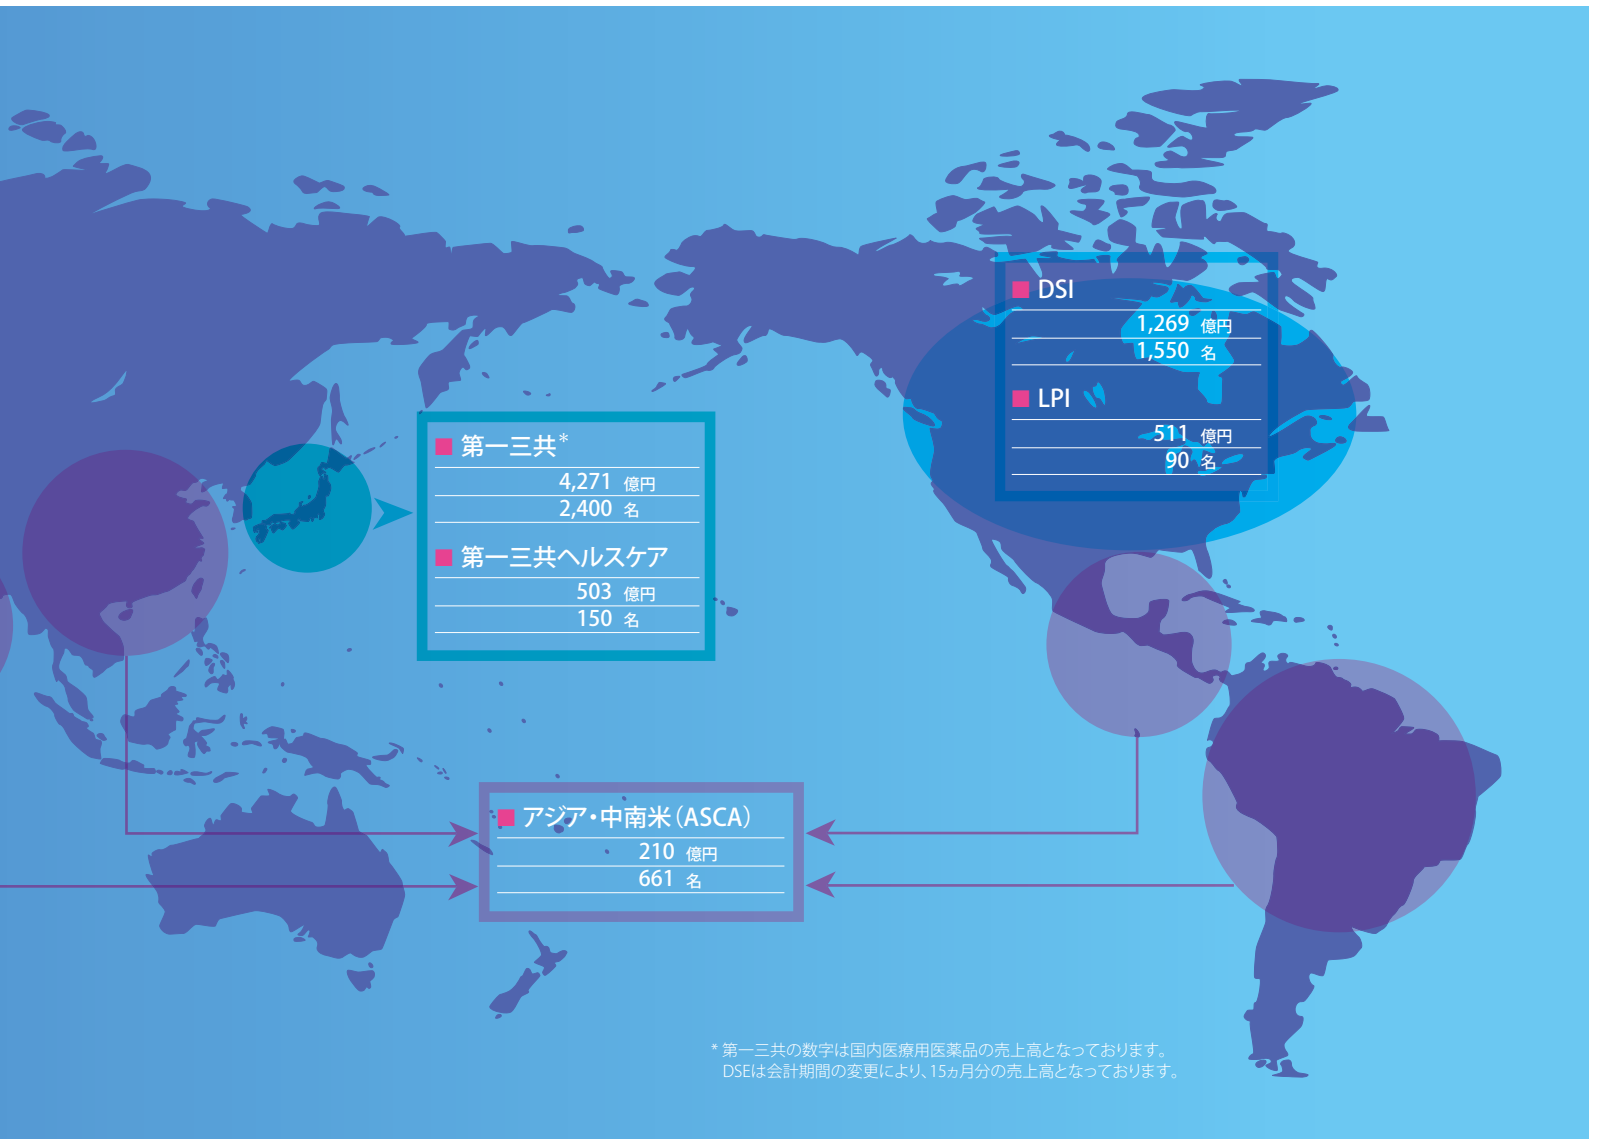 ■ DSI
1,269 億円
1,550 名
■ LPI
511 億円
90 名
■ 第一三共*
4,271 億円
2,400 名
■ 第一三共ヘルスケア
503 億円
150 名
■ アジア・中南米（ASCA）
210 億円
661 名
* 第一三共の数字は国内医療用医薬品の売上高となっております。
DSEは会計期間の変更により、15ヵ月分の売上高となっております。